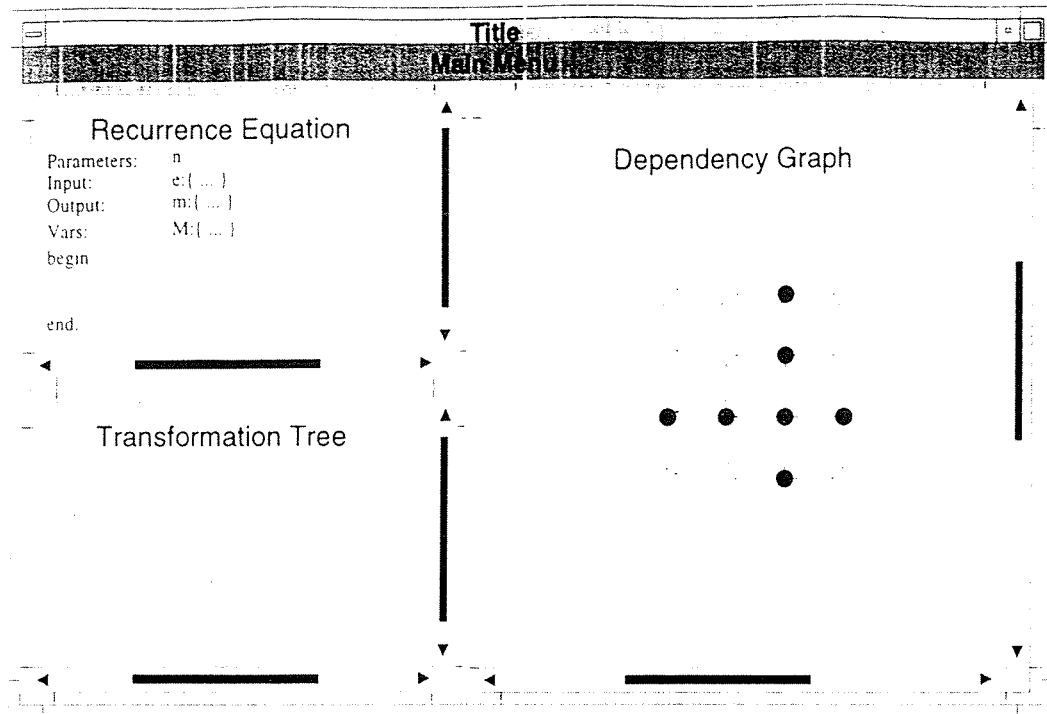 Title
Main Menu
Recurrence Equation
Parameters: n
Input: e:{ ... }
Output: m:{ ... }
Vars: M:{ ... }
begin
end.
Transformation Tree
Dependency Graph